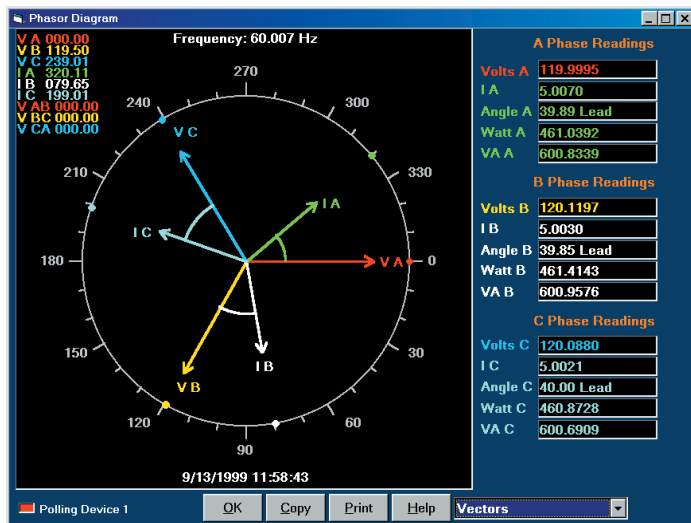 Phasor Diagram
V A 000.00
V B 119.50
V C 239.01
I A 320.11
I B 079.65
I C 199.01
V AB 000.00
V BC 000.00
V CA 000.00
Frequency: 60.007 Hz
270
240
300
V C
210
330
I A
I C
180
V A
0
150
30
I B
V B
120
60
90
9/13/1999 11:58:43
A Phase Readings
Volts A 119.9995
I A 5.0070
Angle A 39.89 Lead
Watt A 461.0392
VA A 600.8339
B Phase Readings
Volts B 120.1197
I B 5.0030
Angle B 39.85 Lead
Watt B 461.4143
VA B 600.9576
C Phase Readings
Volts C 120.0880
I C 5.0021
Angle C 40.00 Lead
Watt C 460.8728
VA C 600.6909
Polling Device 1
OK
Copy
Print
Help
Vectors